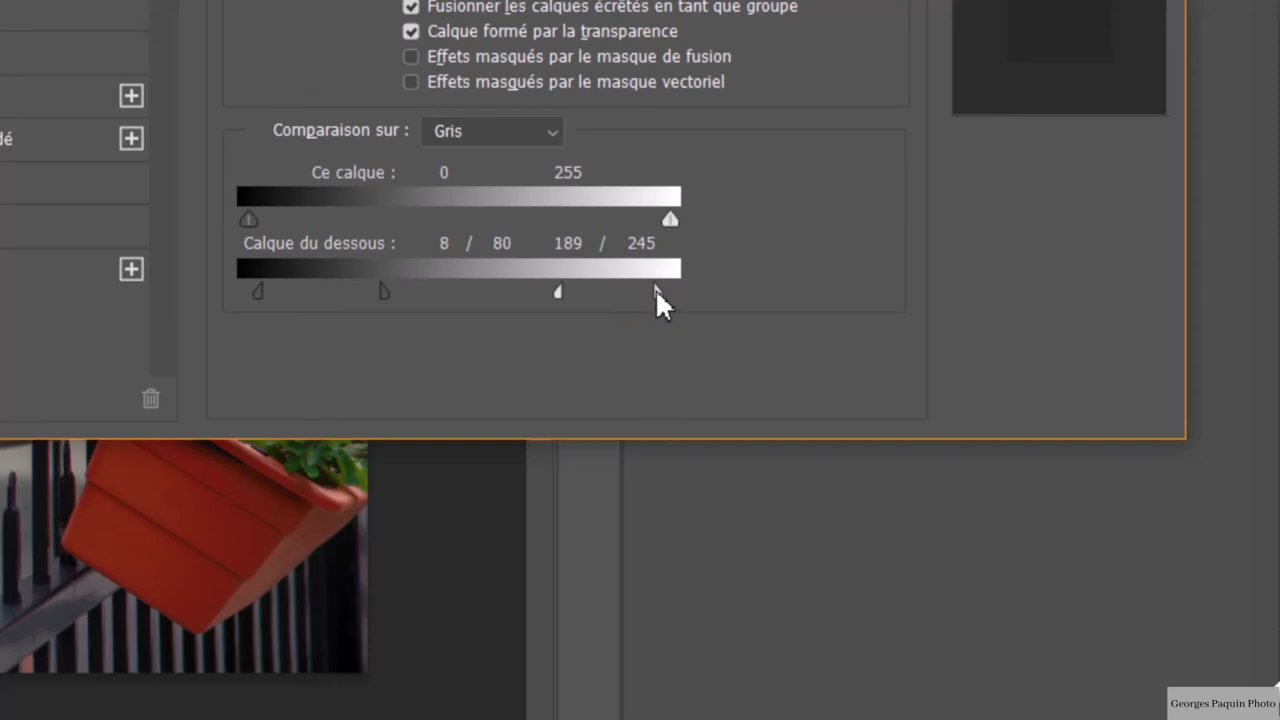 Fusionner les calques écrêtés en tant que groupe
Calque formé par la transparence
Effets masqués par le masque de fusion
Effets masqués par le masque vectoriel
dé
Comparaison sur : Gris
Ce calque : 0 255
Calque du dessous : 8 / 80 189 / 245
Georges Paquin Photo